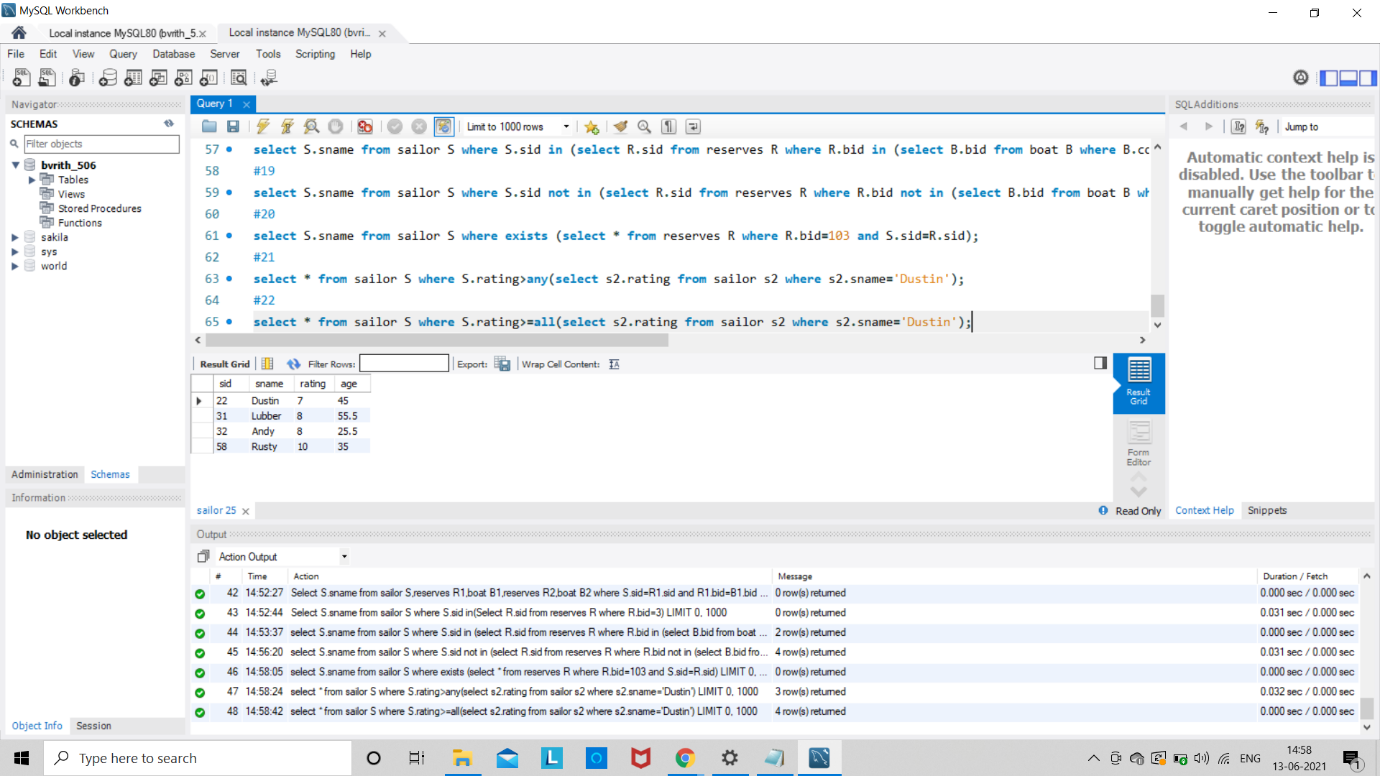 MySQL Workbench
Local instance MySQL80 (bvrith_5... x
Local instance MySQL80 (bvri... x
File Edit View Query Database Server Tools Scripting Help
Navigator
SCHEMAS
Filter objects
bvrith_506
Tables
Views
Stored Procedures
Functions
sakila
sys
world
Administration Schemas
Information
No object selected
Object Info Session
Query 1 x
Limit to 1000 rows
57 select S.sname from sailor S where S.sid in (select R.sid from reserves R where R.bid in (select B.bid from boat B where B.co
58 #19
59 select S.sname from sailor S where S.sid not in (select R.sid from reserves R where R.bid not in (select B.bid from boat B wh
60 #20
61 select S.sname from sailor S where exists (select * from reserves R where R.bid=103 and S.sid=R.sid);
62 #21
63 select * from sailor S where S.rating>any(select s2.rating from sailor s2 where s2.sname='Dustin');
64 #22
65 select * from sailor S where S.rating>=all(select s2.rating from sailor s2 where s2.sname='Dustin');
Result Grid Filter Rows: Export: Wrap Cell Content:
sid sname rating age
22 Dustin 7 45
31 Lubber 8 55.5
32 Andy 8 25.5
58 Rusty 10 35
Result Grid
Form Editor
sailor 25 x
Read Only
SQLAdditions
Jump to
Automatic context help is
disabled. Use the toolbar t
manually get help for the
current caret position or to
toggle automatic help.
Context Help Snippets
Output
Action Output
# Time Action Message Duration / Fetch
42 14:52:27 Select S.sname from sailor S,reserves R1,boat B1,reserves R2,boat B2 where S.sid=R1.sid and R1.bid=B1.bid ... 0 row(s) returned 0.000 sec / 0.000 sec
43 14:52:44 Select S.sname from sailor S where S.sid in(Select R.sid from reserves R where R.bid=3) LIMIT 0, 1000 0 row(s) returned 0.031 sec / 0.000 sec
44 14:53:37 select S.sname from sailor S where S.sid in (select R.sid from reserves R where R.bid in (select B.bid from boat ... 2 row(s) returned 0.000 sec / 0.000 sec
45 14:56:20 select S.sname from sailor S where S.sid not in (select R.sid from reserves R where R.bid not in (select B.bid fro... 4 row(s) returned 0.031 sec / 0.000 sec
46 14:58:05 select S.sname from sailor S where exists (select * from reserves R where R.bid=103 and S.sid=R.sid) LIMIT 0, ... 0 row(s) returned 0.000 sec / 0.000 sec
47 14:58:24 select * from sailor S where S.rating>any(select s2.rating from sailor s2 where s2.sname='Dustin') LIMIT 0, 1000 3 row(s) returned 0.032 sec / 0.000 sec
48 14:58:42 select * from sailor S where S.rating>=all(select s2.rating from sailor s2 where s2.sname='Dustin') LIMIT 0, 1000 4 row(s) returned 0.000 sec / 0.000 sec
Type here to search
L
ENG
14:58
13-06-2021
1